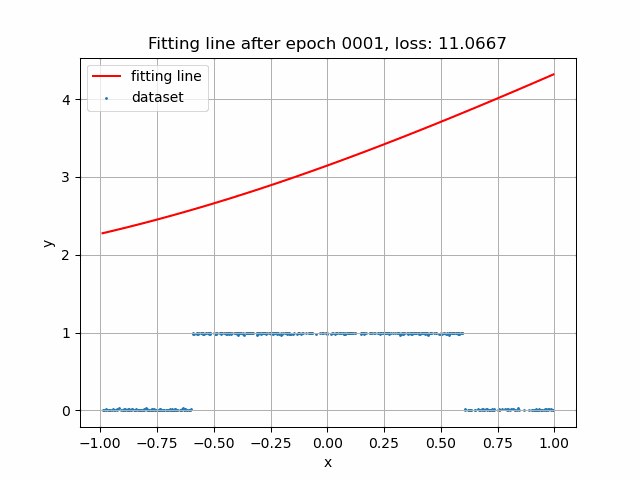 Fitting line after epoch 0001, loss: 11.0667
fitting line
dataset
4
3
2
1
0
y
−1.00 −0.75 −0.50 −0.25 0.00 0.25 0.50 0.75 1.00
x